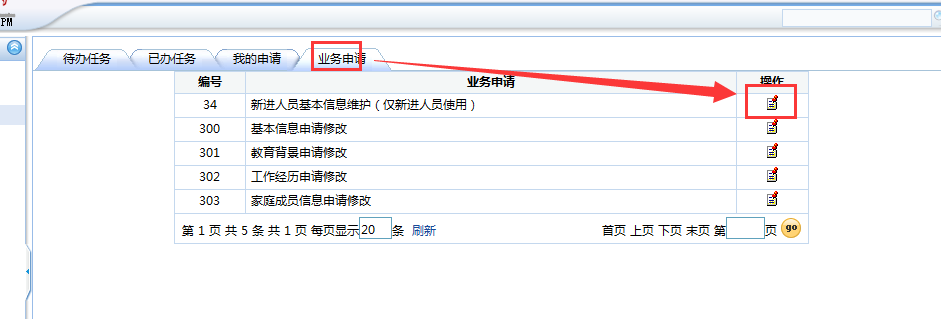 PM
待办任务 已办任务 我的申请 业务申请
编号 业务申请 操作
34 新进人员基本信息维护（仅新进人员使用）
300 基本信息申请修改
301 教育背景申请修改
302 工作经历申请修改
303 家庭成员信息申请修改
第 1 页 共 5 条 共 1 页 每页显示 20 条 刷新 首页 上页 下页 末页 第 页 go